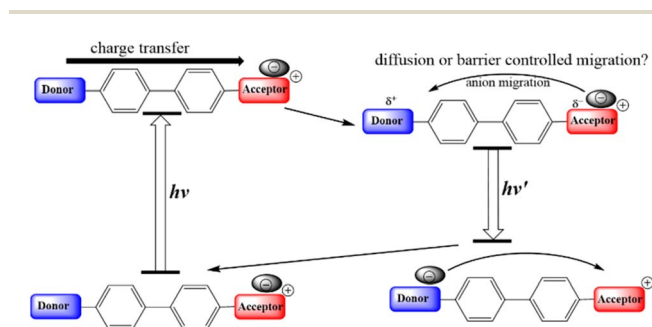 charge transfer
Donor
Acceptor
⊖
⊕
diffusion or barrier controlled migration?
anion migration
δ⁺
δ⁻
⊖
⊕
Donor
Acceptor
hν
hν'
Donor
Acceptor
⊖
⊕
Donor
⊖
Acceptor
⊕